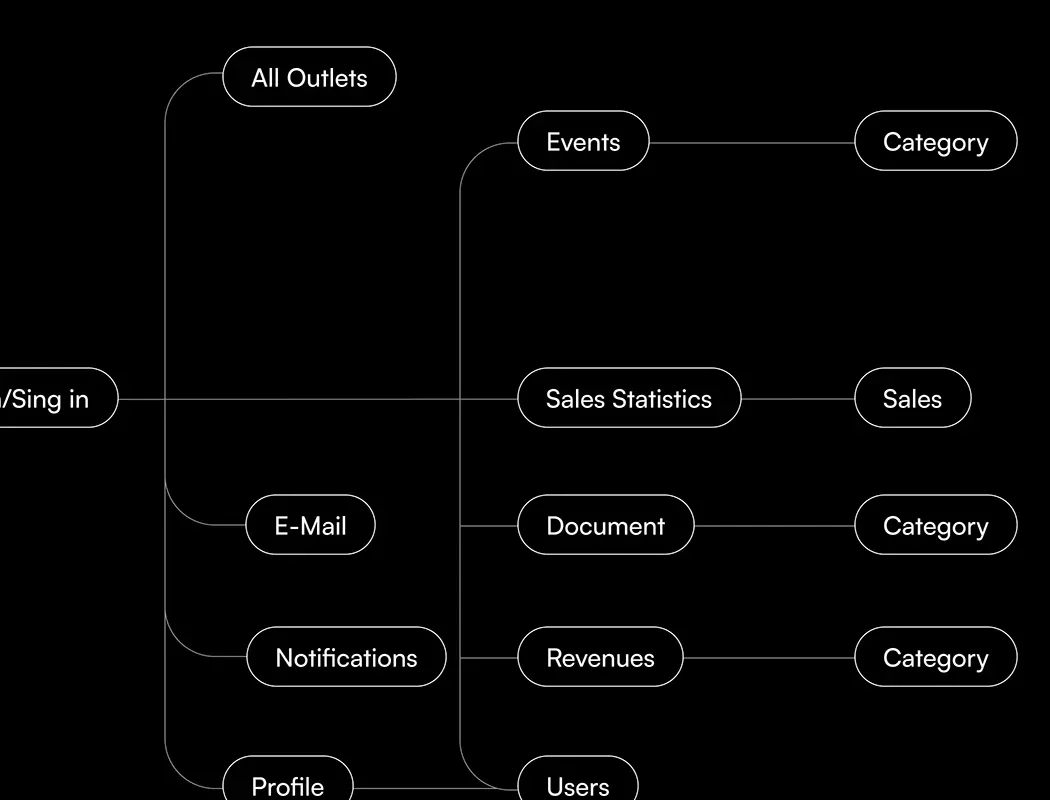 All Outlets
Events
Category
/Sing in
Sales Statistics
Sales
E-Mail
Document
Category
Notifications
Revenues
Category
Profile
Users